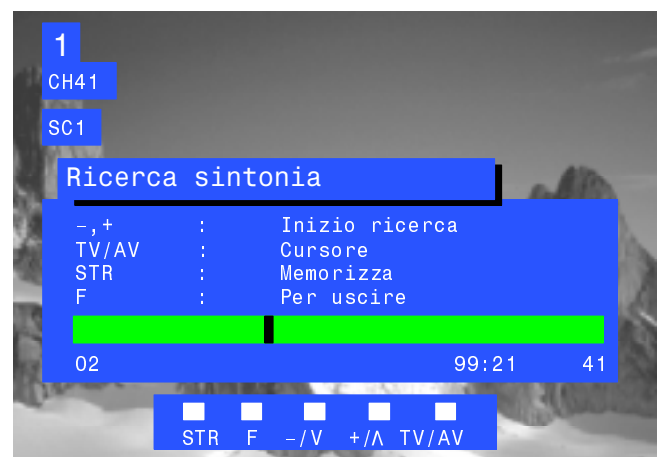 1
CH41
SC1
Ricerca sintonia
-,+ : Inizio ricerca
TV/AV : Cursore
STR : Memorizza
F : Per uscire
02 99:21 41
STR F -/V +/Λ TV/AV